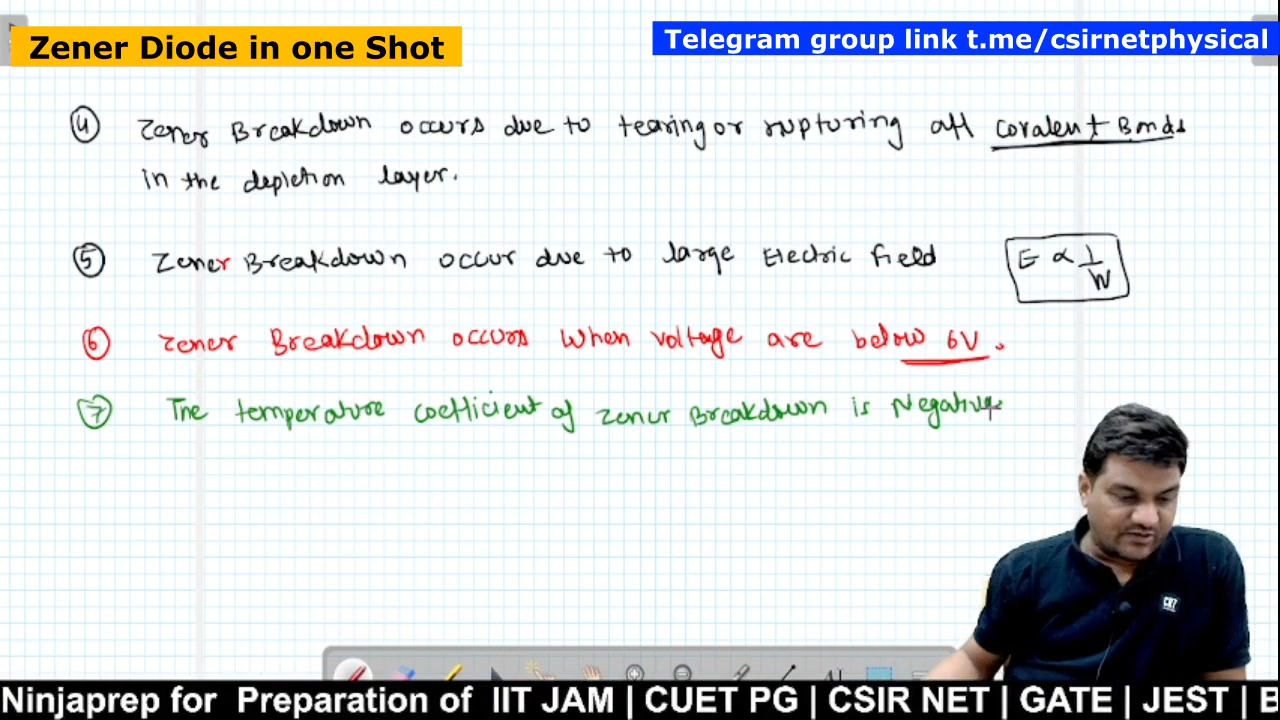 Zener Diode in one Shot
Telegram group link t.me/csirnetphysical
④ Zener Breakdown occurs due to tearing or rupturing off Covalent Bonds
in the depletion layer.
⑤ Zener Breakdown occur due to large Electric field E ∝ 1/W
⑥ Zener Breakdown occurs when voltage are below 6V.
⑦ The temperature coefficient of Zener Breakdown is Negative
CRT
Ninjaprep for Preparation of IIT JAM | CUET PG | CSIR NET | GATE | JEST | B